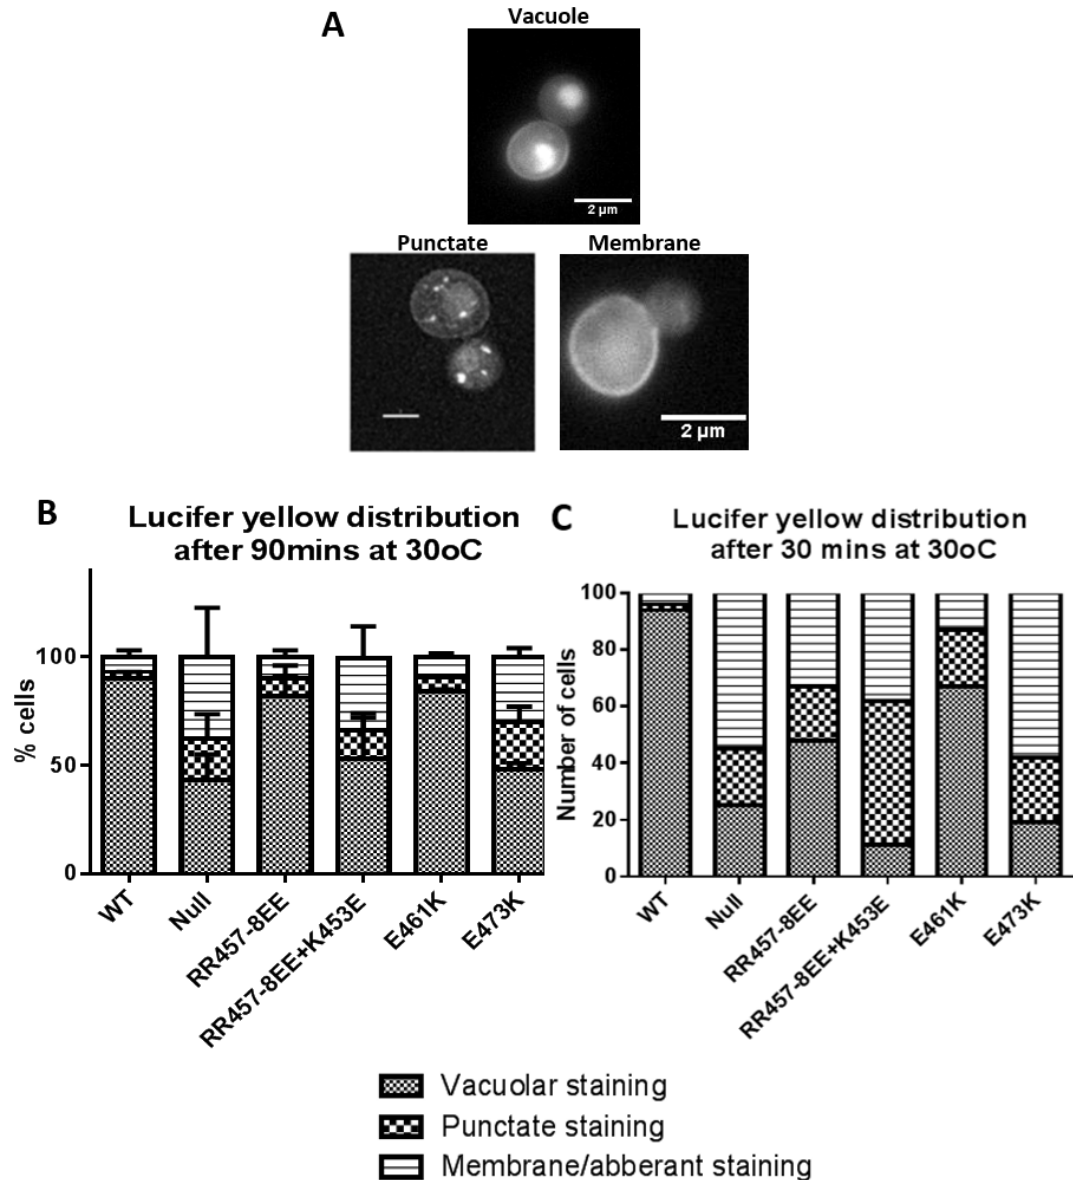 A
Vacuole
2 µm
Punctate
Membrane
2 µm
B
Lucifer yellow distribution
after 90mins at 30oC
% cells
100
50
0
WT
Null
RR457-8EE
RR457-8EE+K453E
E461K
E473K
C
Lucifer yellow distribution
after 30 mins at 30oC
Number of cells
100
80
60
40
20
0
WT
Null
RR457-8EE
RR457-8EE+K453E
E461K
E473K
Vacuolar staining
Punctate staining
Membrane/abberant staining